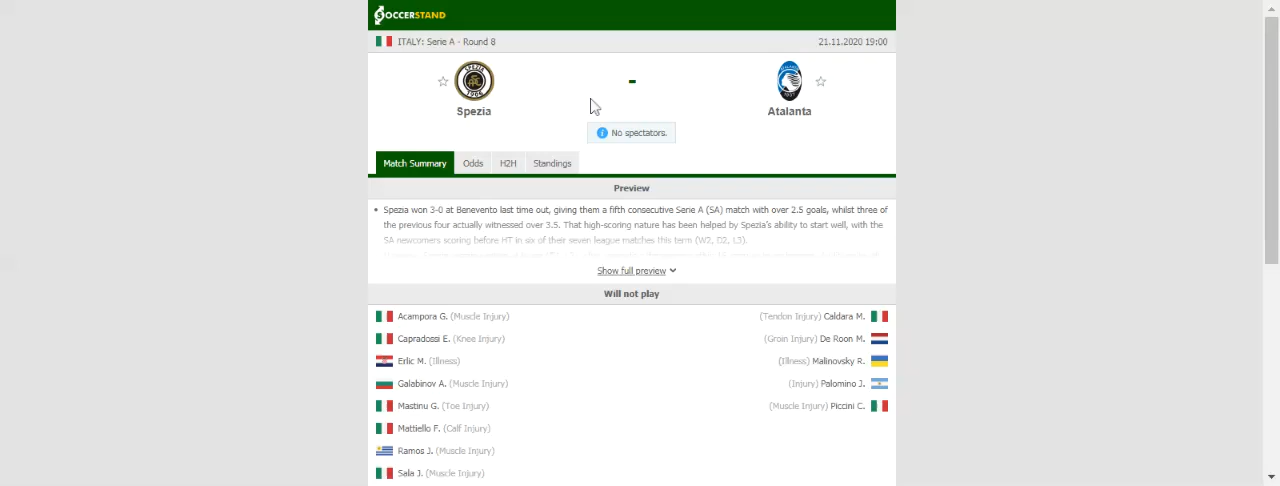 SOCCERSTAND
ITALY: Serie A - Round 8 21.11.2020 19:00
-
Spezia Atalanta
No spectators.
Match Summary Odds H2H Standings
Preview
Spezia won 3-0 at Benevento last time out, giving them a fifth consecutive Serie A (SA) match with over 2.5 goals, whilst three of
the previous four actually witnessed over 3.5. That high-scoring nature has been helped by Spezia's ability to start well, with the
SA newcomers scoring before HT in six of their seven league matches this term (W2, D2, L3).
Show full preview
Will not play
Acampora G. (Muscle Injury) (Tendon Injury) Caldara M.
Capradossi E. (Knee Injury) (Groin Injury) De Roon M.
Erlic M. (Illness) (Illness) Malinovsky R.
Galabinov A. (Muscle Injury) (Injury) Palomino J.
Mastinu G. (Toe Injury) (Muscle Injury) Piccini C.
Mattiello F. (Calf Injury)
Ramos J. (Muscle Injury)
Sala J. (Muscle Injury)